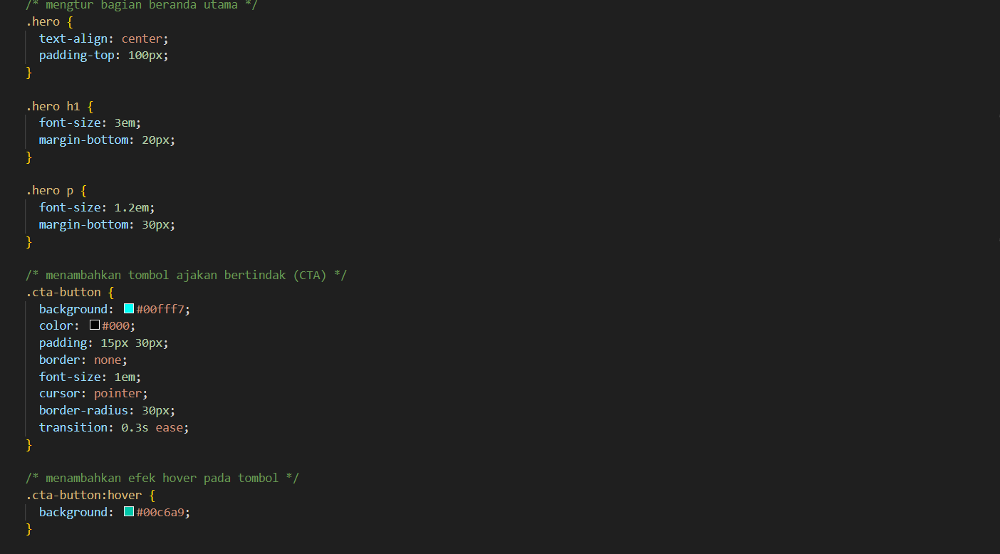 /* mengtur bagian beranda utama */
.hero {
  text-align: center;
  padding-top: 100px;
}

.hero h1 {
  font-size: 3em;
  margin-bottom: 20px;
}

.hero p {
  font-size: 1.2em;
  margin-bottom: 30px;
}

/* menambahkan tombol ajakan bertindak (CTA) */
.cta-button {
  background: #00fff7;
  color: #000;
  padding: 15px 30px;
  border: none;
  font-size: 1em;
  cursor: pointer;
  border-radius: 30px;
  transition: 0.3s ease;
}

/* menambahkan efek hover pada tombol */
.cta-button:hover {
  background: #00c6a9;
}